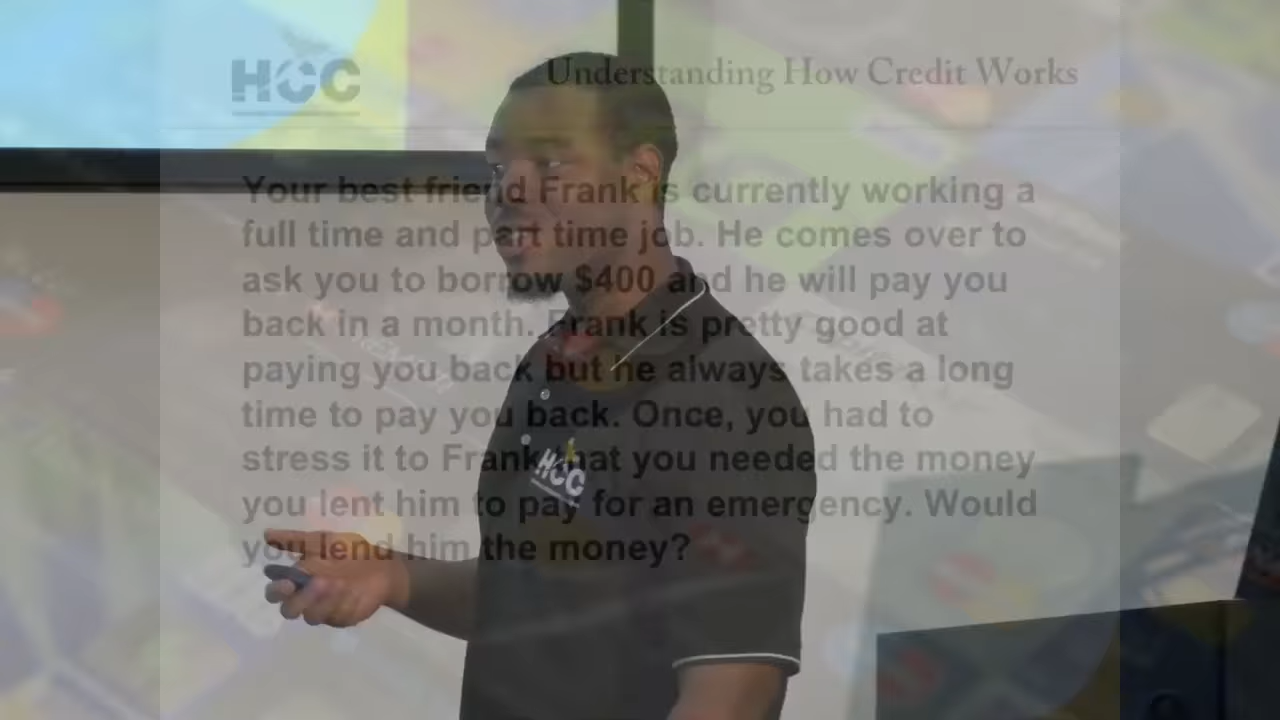 HCC
Understanding How Credit Works
Your best friend Frank is currently working a
full time and part time job. He comes over to
ask you to borrow $400 and he will pay you
back in a month. Frank is pretty good at
paying you back but he always takes a long
time to pay you back. Once, you had to
stress it to Frank that you needed the money
you lent him to pay for an emergency. Would
you lend him the money?
HCC